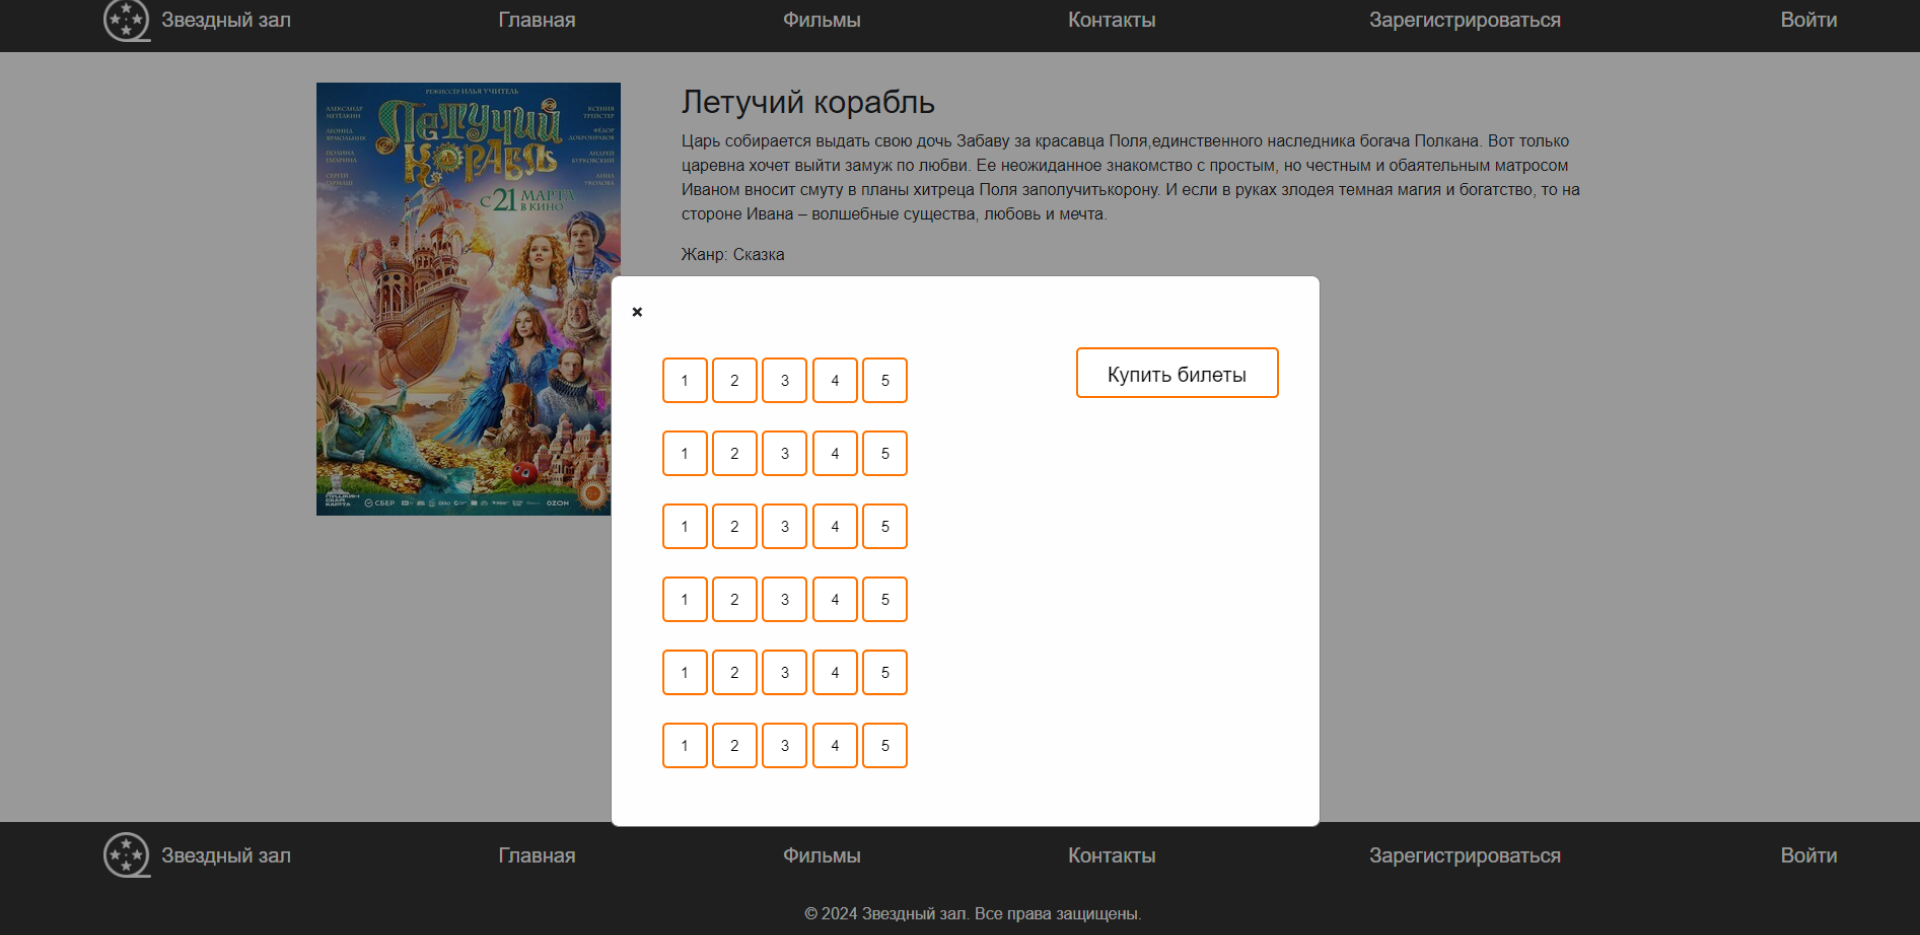 Звездный зал
Главная
Фильмы
Контакты
Зарегистрироваться
Войти
РЕЖИССЁР ИЛЬЯ УЧИТЕЛЬ
Летучий
Корабль
С 21 МАРТА
В КИНО
СБЕР
OZON
Летучий корабль
Царь собирается выдать свою дочь Забаву за красавца Поля,единственного наследника богача Полкана. Вот только
царевна хочет выйти замуж по любви. Ее неожиданное знакомство с простым, но честным и обаятельным матросом
Иваном вносит смуту в планы хитреца Поля заполучитькорону. И если в руках злодея темная магия и богатство, то на
стороне Ивана – волшебные существа, любовь и мечта.
Жанр: Сказка
×
1 2 3 4 5
Купить билеты
1 2 3 4 5
1 2 3 4 5
1 2 3 4 5
1 2 3 4 5
1 2 3 4 5
Звездный зал
Главная
Фильмы
Контакты
Зарегистрироваться
Войти
© 2024 Звездный зал. Все права защищены.